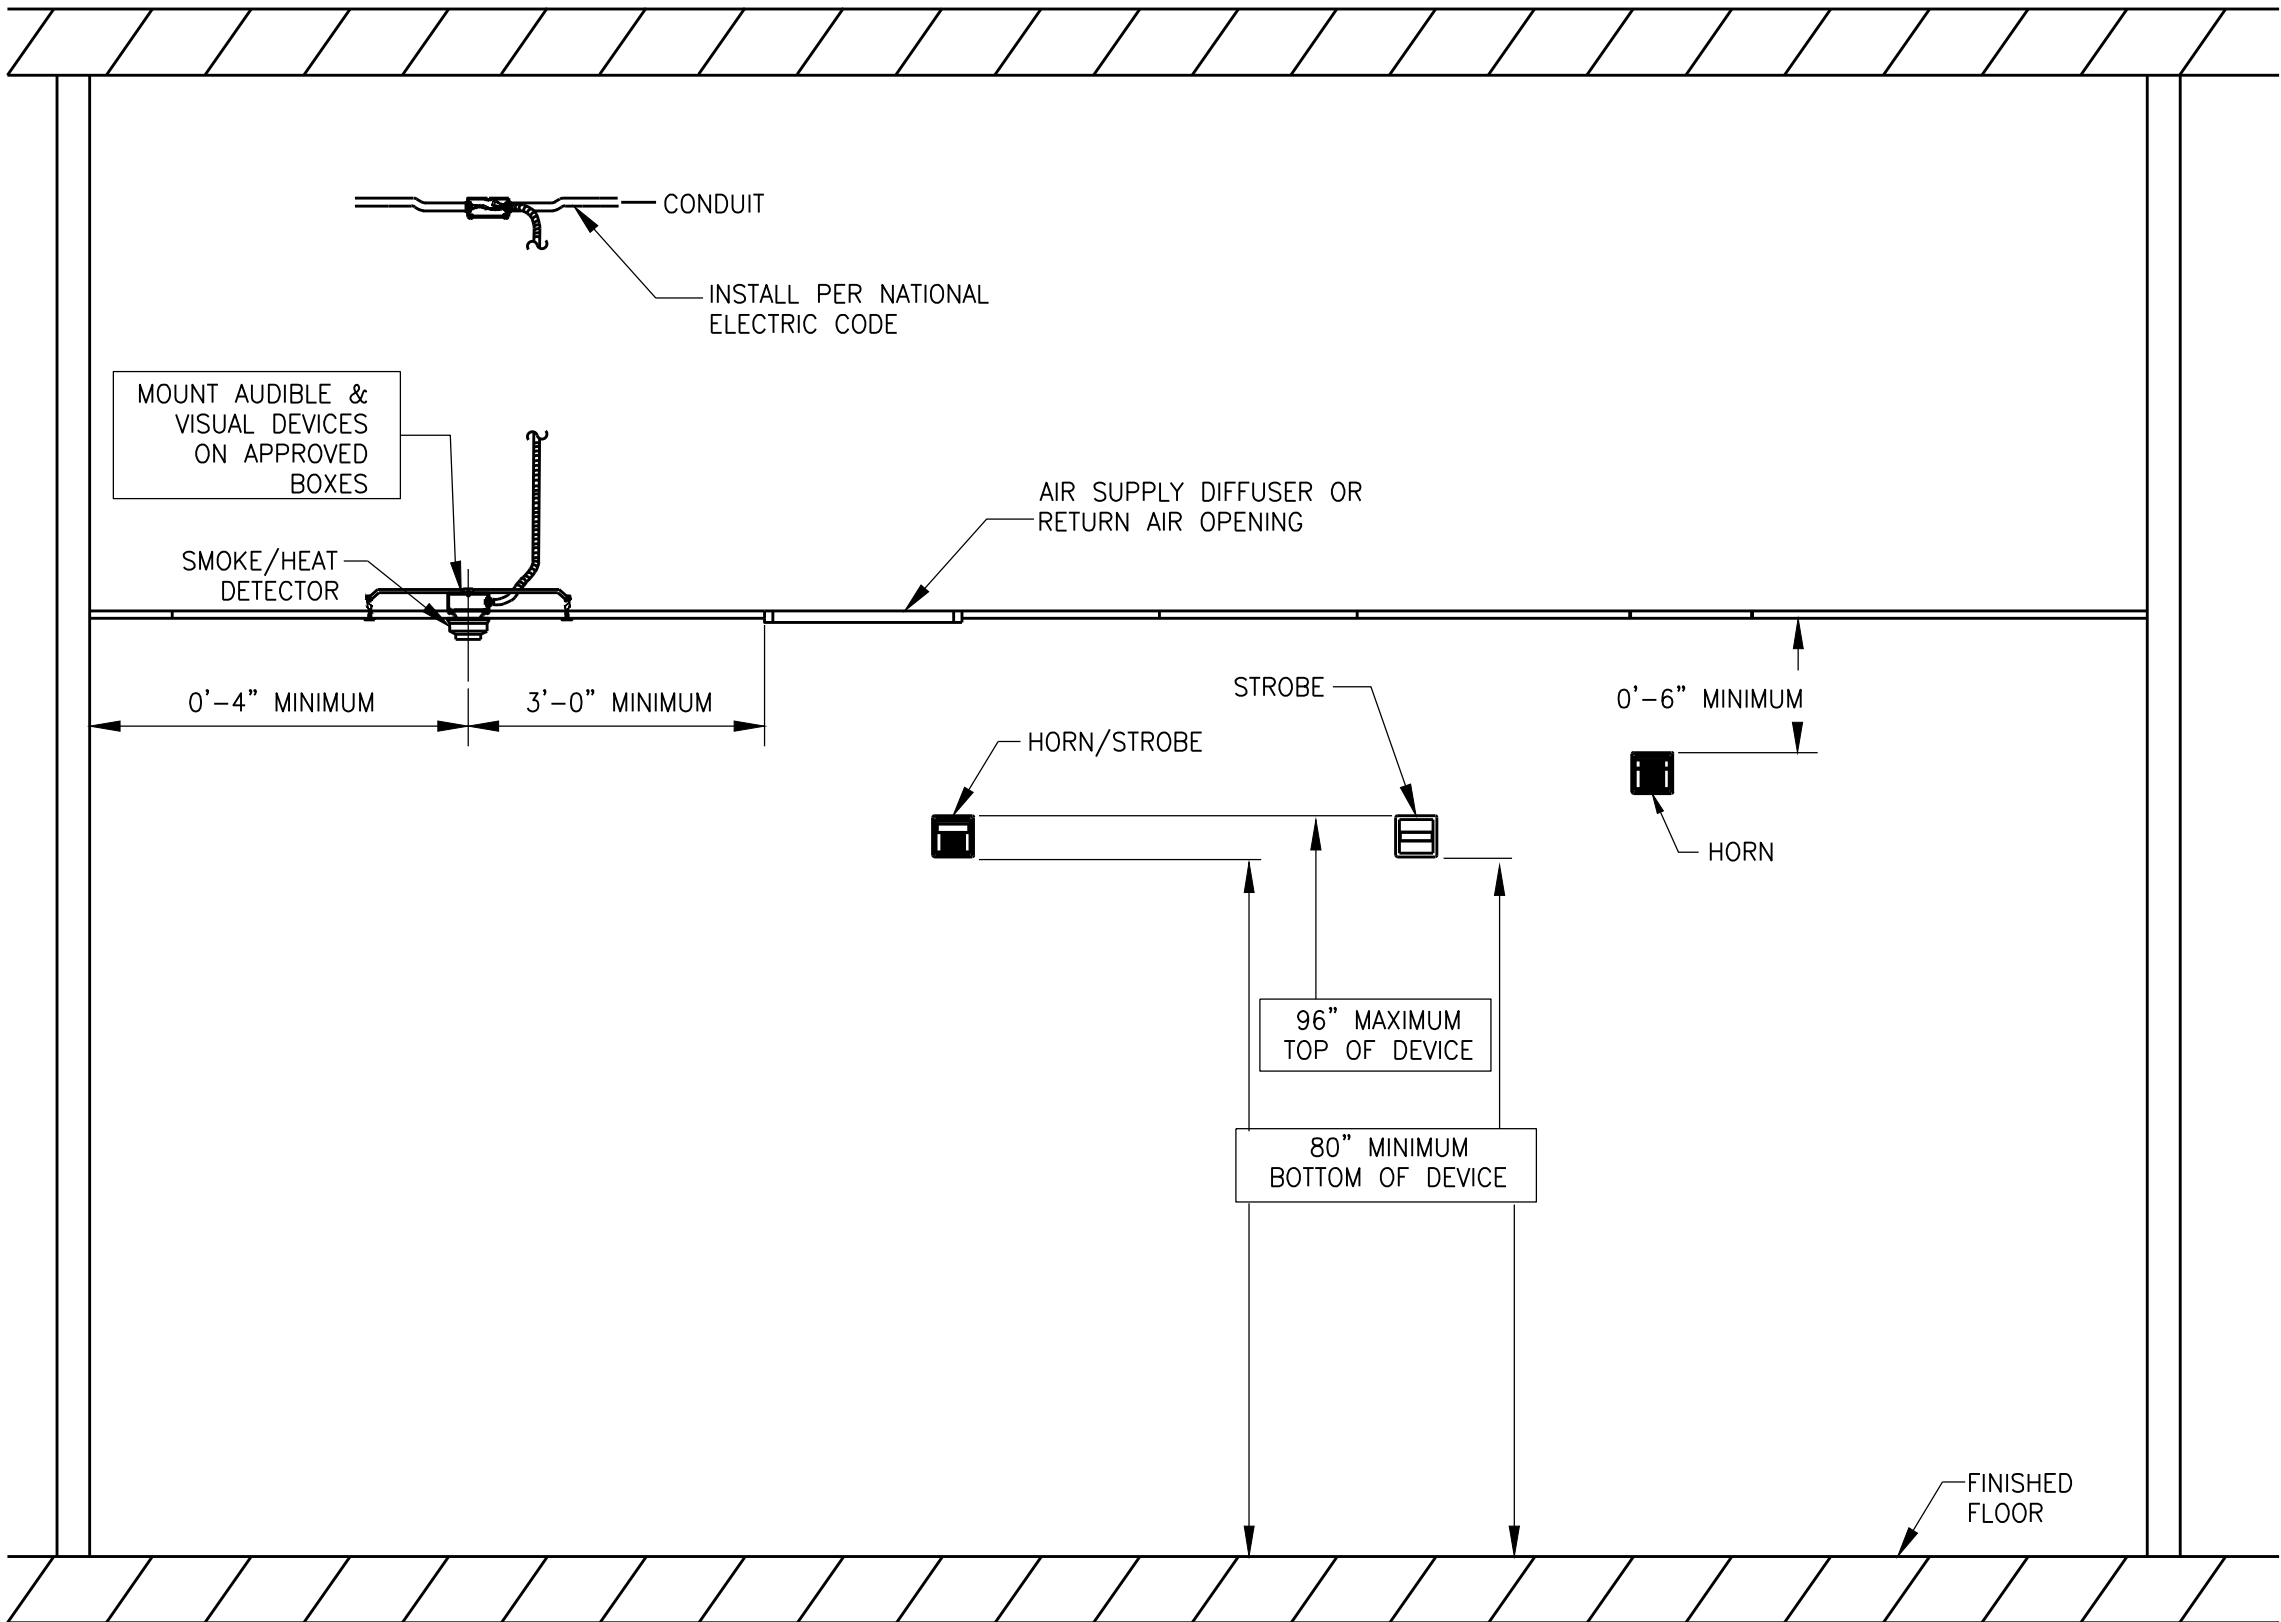 CONDUIT
INSTALL PER NATIONAL
ELECTRIC CODE
MOUNT AUDIBLE &
VISUAL DEVICES
ON APPROVED
BOXES
AIR SUPPLY DIFFUSER OR
RETURN AIR OPENING
SMOKE/HEAT
DETECTOR
0'-4" MINIMUM
3'-0" MINIMUM
STROBE
0'-6" MINIMUM
HORN/STROBE
HORN
96" MAXIMUM
TOP OF DEVICE
80" MINIMUM
BOTTOM OF DEVICE
FINISHED
FLOOR